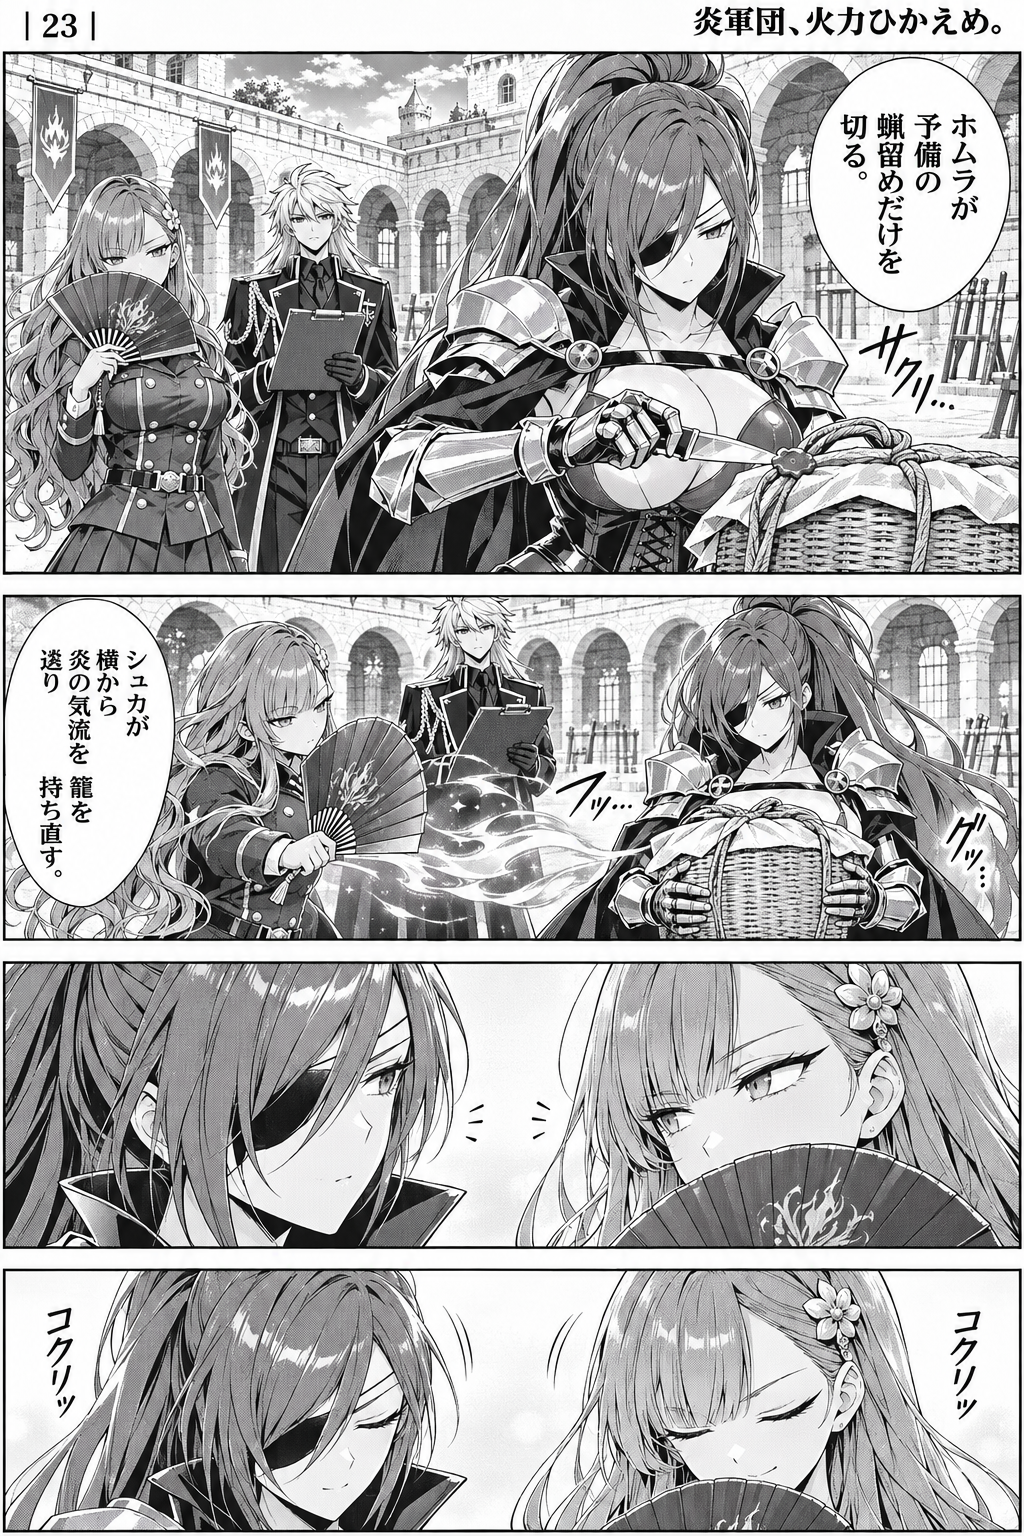 | 23 |
炎軍団、火力ひかえめ。
ホムラが
予備の
蝋留めだけを
切る。
サクリ…
シュカが
横から
炎の気流を
送り
籠を
持ち直す。
フッ…
グッ…
コクリッ
コクリッ